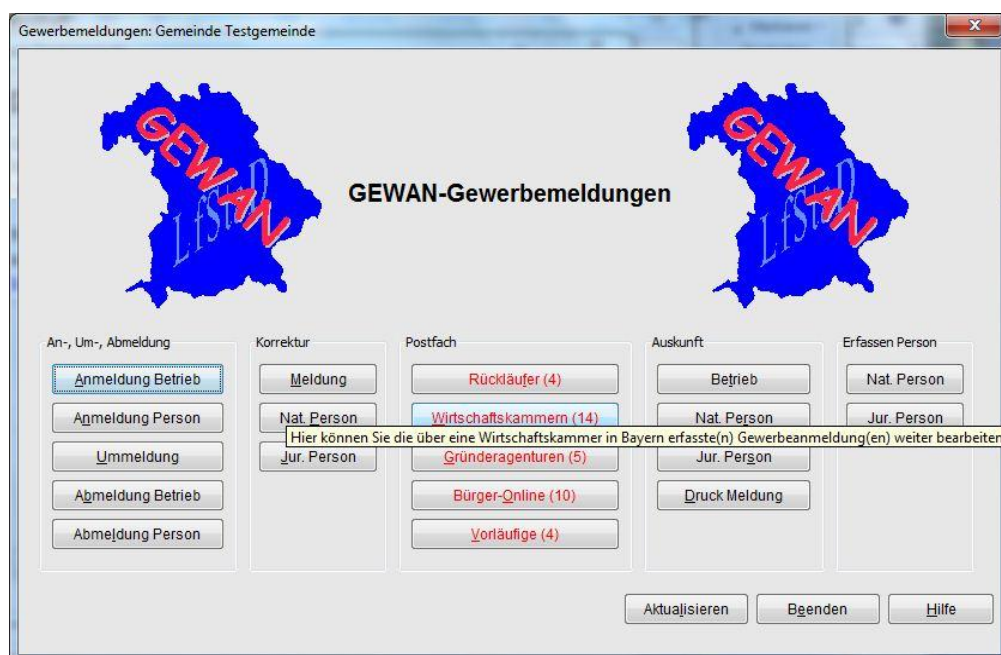 Gewerbemeldungen: Gemeinde Testgemeinde
x
GEWAN
LfStaD
GEWAN-Gewerbemeldungen
GEWAN
LfStaD
An-, Um-, Abmeldung
Anmeldung Betrieb
Anmeldung Person
Ummeldung
Abmeldung Betrieb
Abmeldung Person
Korrektur
Meldung
Nat. Person
Jur. Person
Postfach
Rückläufer (4)
Wirtschaftskammern (14)
Hier können Sie die über eine Wirtschaftskammer in Bayern erfasste(n) Gewerbeanmeldung(en) weiter bearbeiten
Gründeragenturen (5)
Bürger-Online (10)
Vorläufige (4)
Auskunft
Betrieb
Nat. Person
Jur. Person
Druck Meldung
Erfassen Person
Nat. Person
Jur. Person
Aktualisieren
Beenden
Hilfe